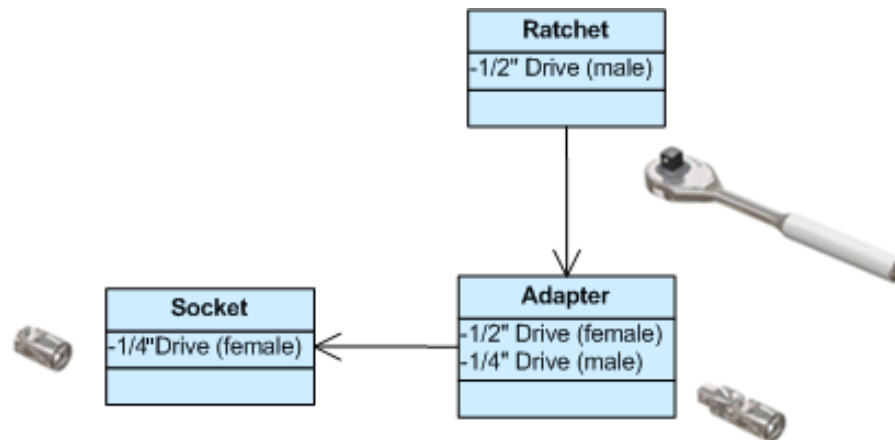 Ratchet
-1/2" Drive (male)
Socket
-1/4"Drive (female)
Adapter
-1/2" Drive (female)
-1/4" Drive (male)